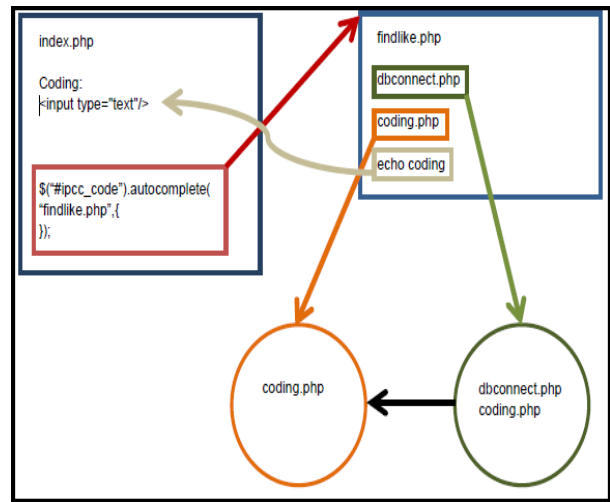 index.php
Coding:
<input type="text"/>
$(“#ipcc_code”).autocomplete(
“findlike.php”,{
});
findlike.php
dbconnect.php
coding.php
echo coding
coding.php
dbconnect.php
coding.php